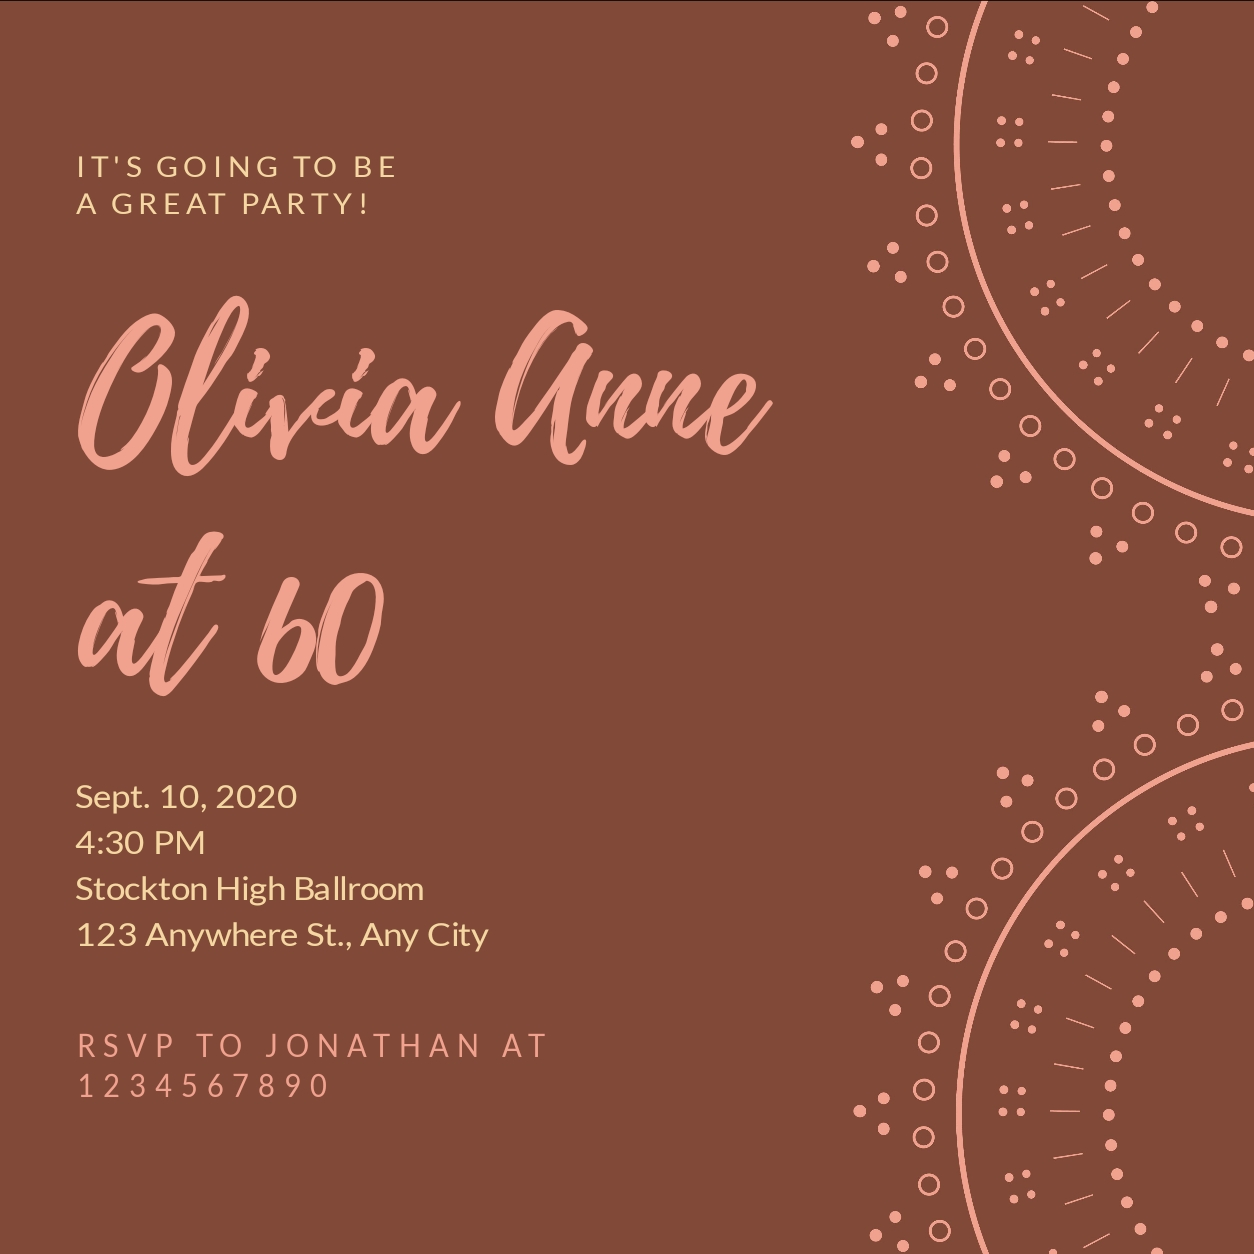 IT'S GOING TO BE
A GREAT PARTY!
Olivia Anne
at 60
Sept. 10, 2020
4:30 PM
Stockton High Ballroom
123 Anywhere St., Any City
RSVP TO JONATHAN AT
1234567890